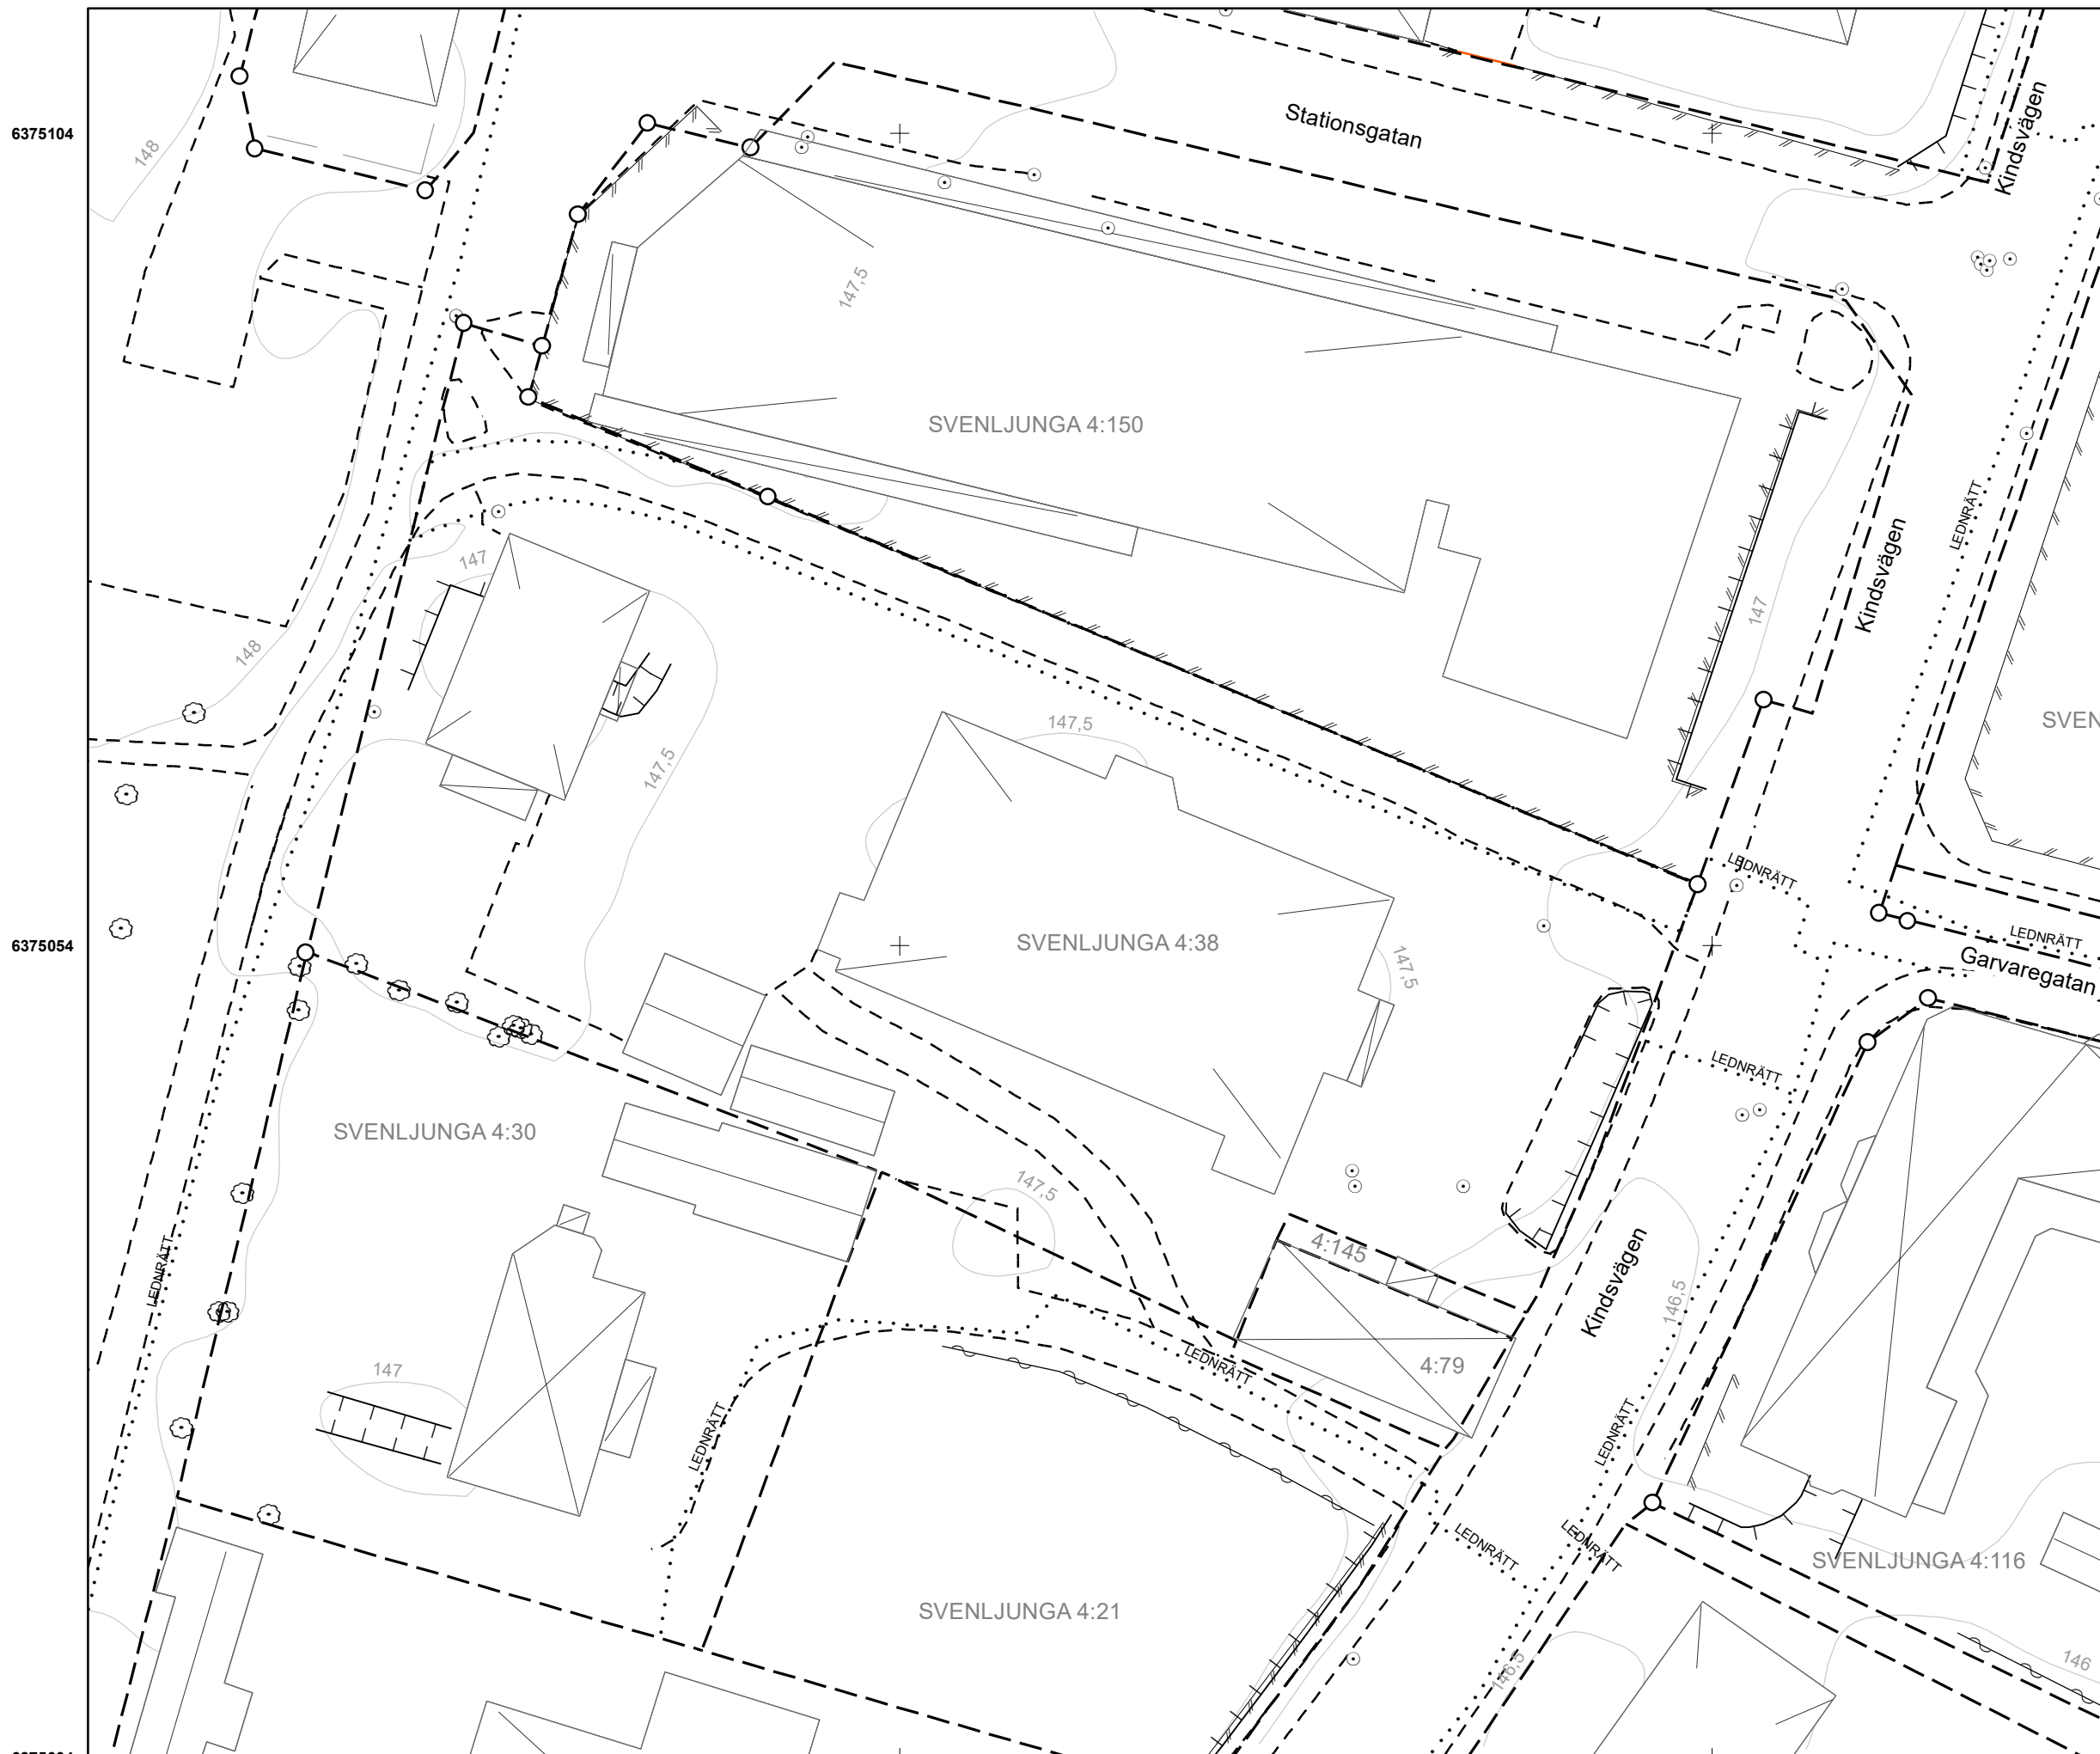 Stationsgatan
Kindsvägen
6375104
148
147,5
SVENLJUNGA 4:150
LEDNRÄTT
Kindsvägen
147
147
148
SVEN
147,5
147,5
LEDNRÄTT
6375054
SVENLJUNGA 4:38
LEDNRÄTT
147,5
Garvaregatan
LEDNRÄTT
SVENLJUNGA 4:30
147,5
4:145
LEDNRÄTT
Kindsvägen
146,5
147
LEDNRÄTT
4:79
LEDNRÄTT
LEDNRÄTT
LEDNRÄTT
LEDNRÄTT
SVENLJUNGA 4:116
SVENLJUNGA 4:21
146,5
146